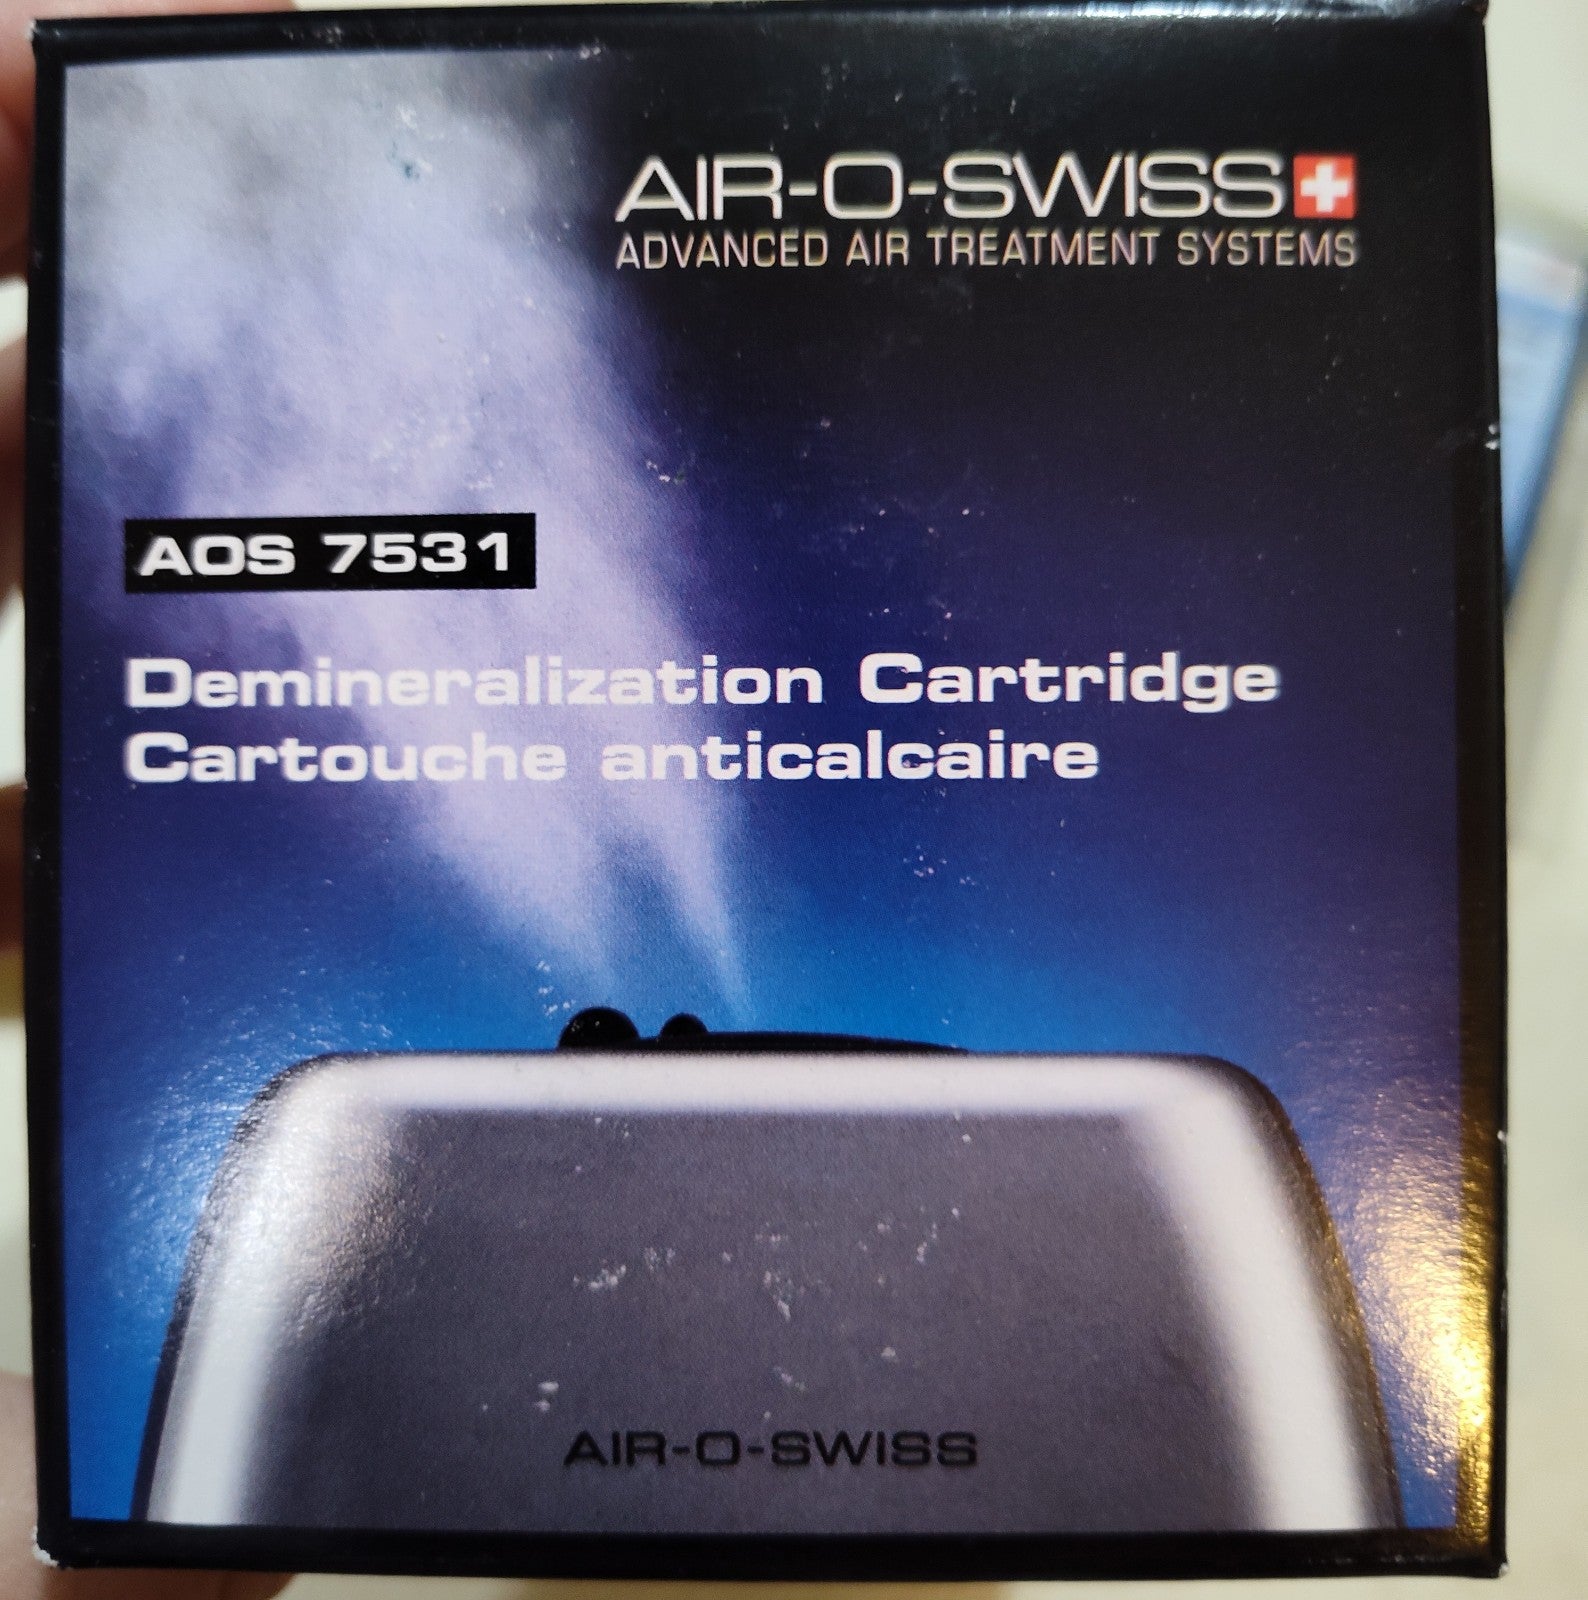 AIR-O-SWISS
ADVANCED AIR TREATMENT SYSTEMS
AOS 7531
Demineralization Cartridge
Cartouche anticalcaire
AIR-O-SWISS